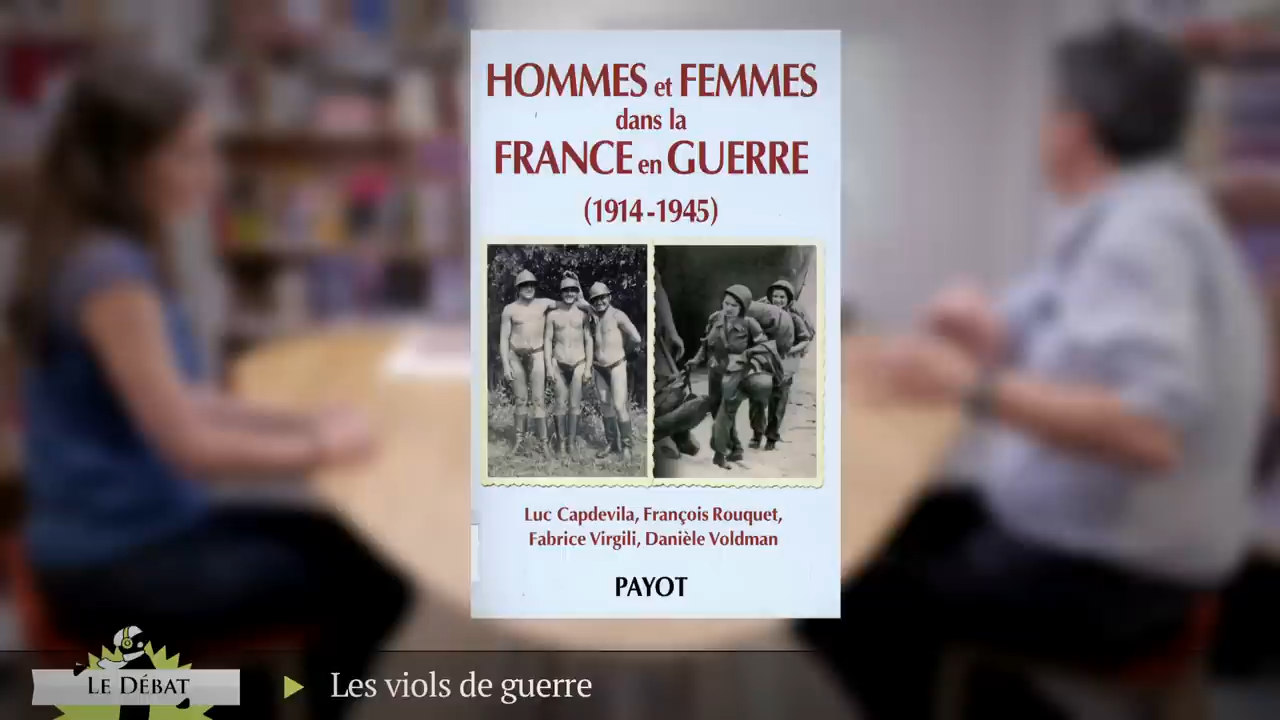 HOMMES et FEMMES
dans la
FRANCE en GUERRE
(1914-1945)
Luc Capdevila, François Rouquet,
Fabrice Virgili, Danièle Voldman
PAYOT
LE DÉBAT
Les viols de guerre